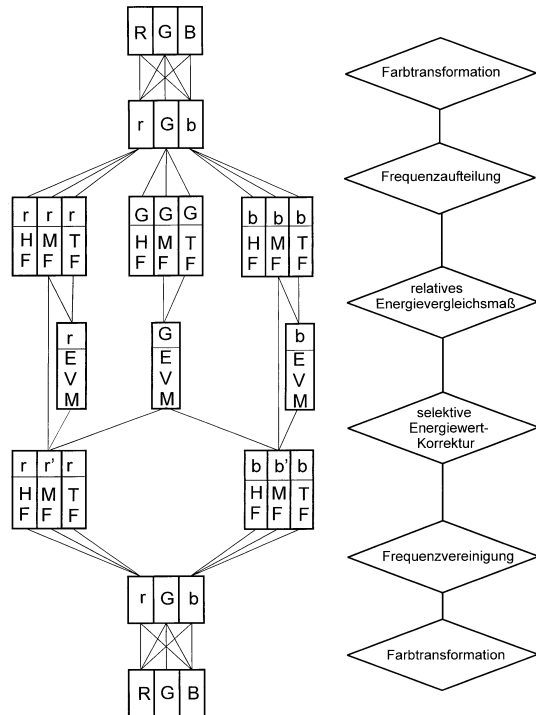 R G B
Farbtransformation
r G b
Frequenzaufteilung
r r r G G G b b b
H M T H M T H M T
F F F F F F F F F
relatives
Energievergleichsmaß
r G b
E E E
V V V
M M M
selektive
Energiewert-
Korrektur
r r' r b b' b
H M T H M T
F F F F F F
Frequenzvereinigung
r G b
Farbtransformation
R G B